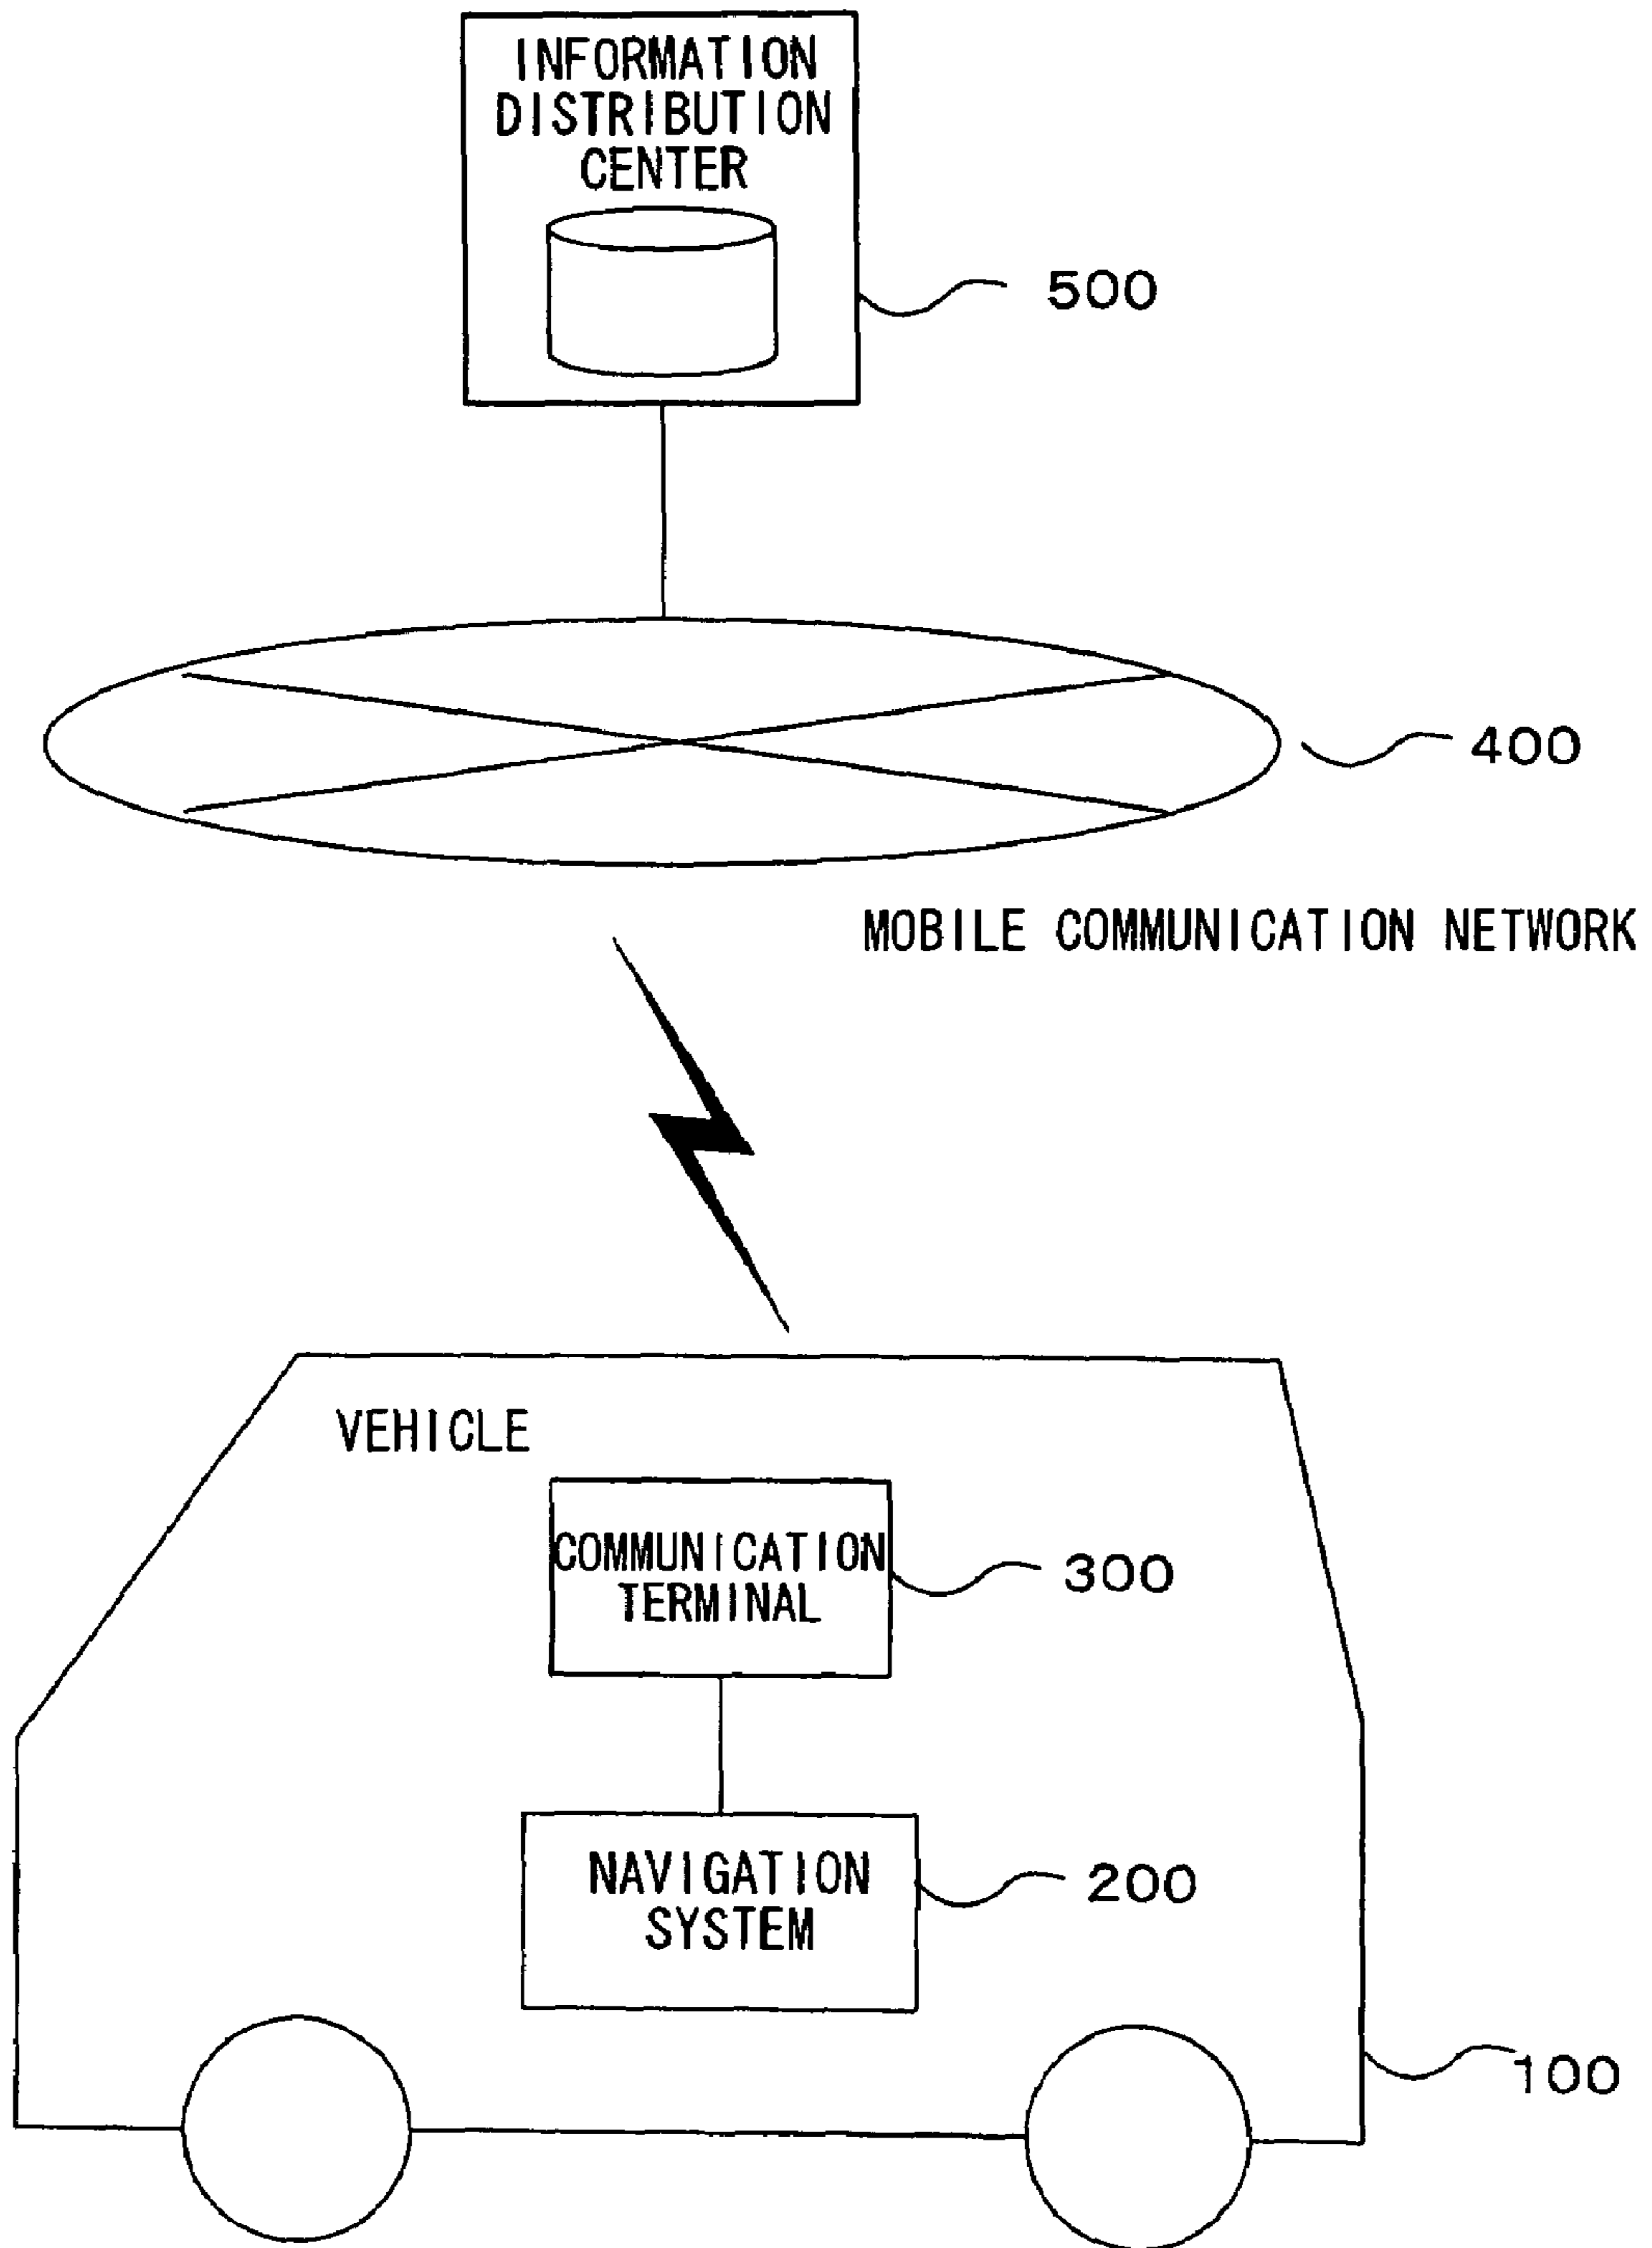 INFORMATION
DISTRIBUTION
CENTER
500
400
MOBILE COMMUNICATION NETWORK
VEHICLE
COMMUNICATION
TERMINAL
300
NAVIGATION
SYSTEM
200
100